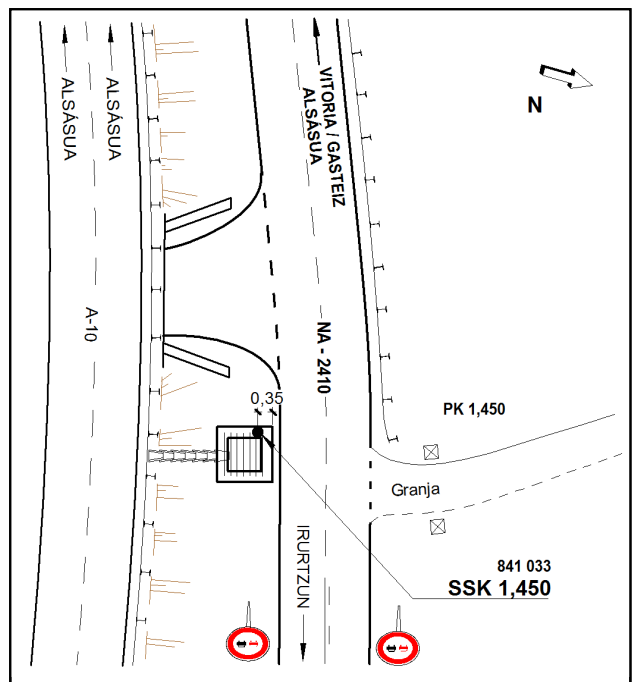 ALSÁSUA
ALSÁSUA
VITORIA / GASTEIZ
ALSÁSUA
N
A-10
NA - 2410
0,35
PK 1,450
Granja
IRURTZUN
841 033
SSK 1,450